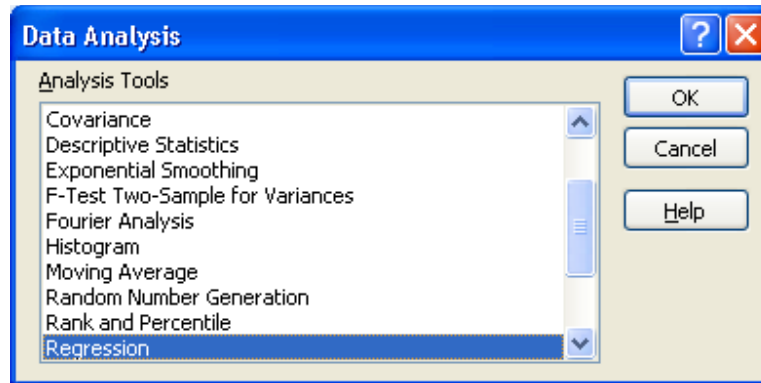 Data Analysis
Analysis Tools
Covariance
Descriptive Statistics
Exponential Smoothing
F-Test Two-Sample for Variances
Fourier Analysis
Histogram
Moving Average
Random Number Generation
Rank and Percentile
Regression
OK
Cancel
Help